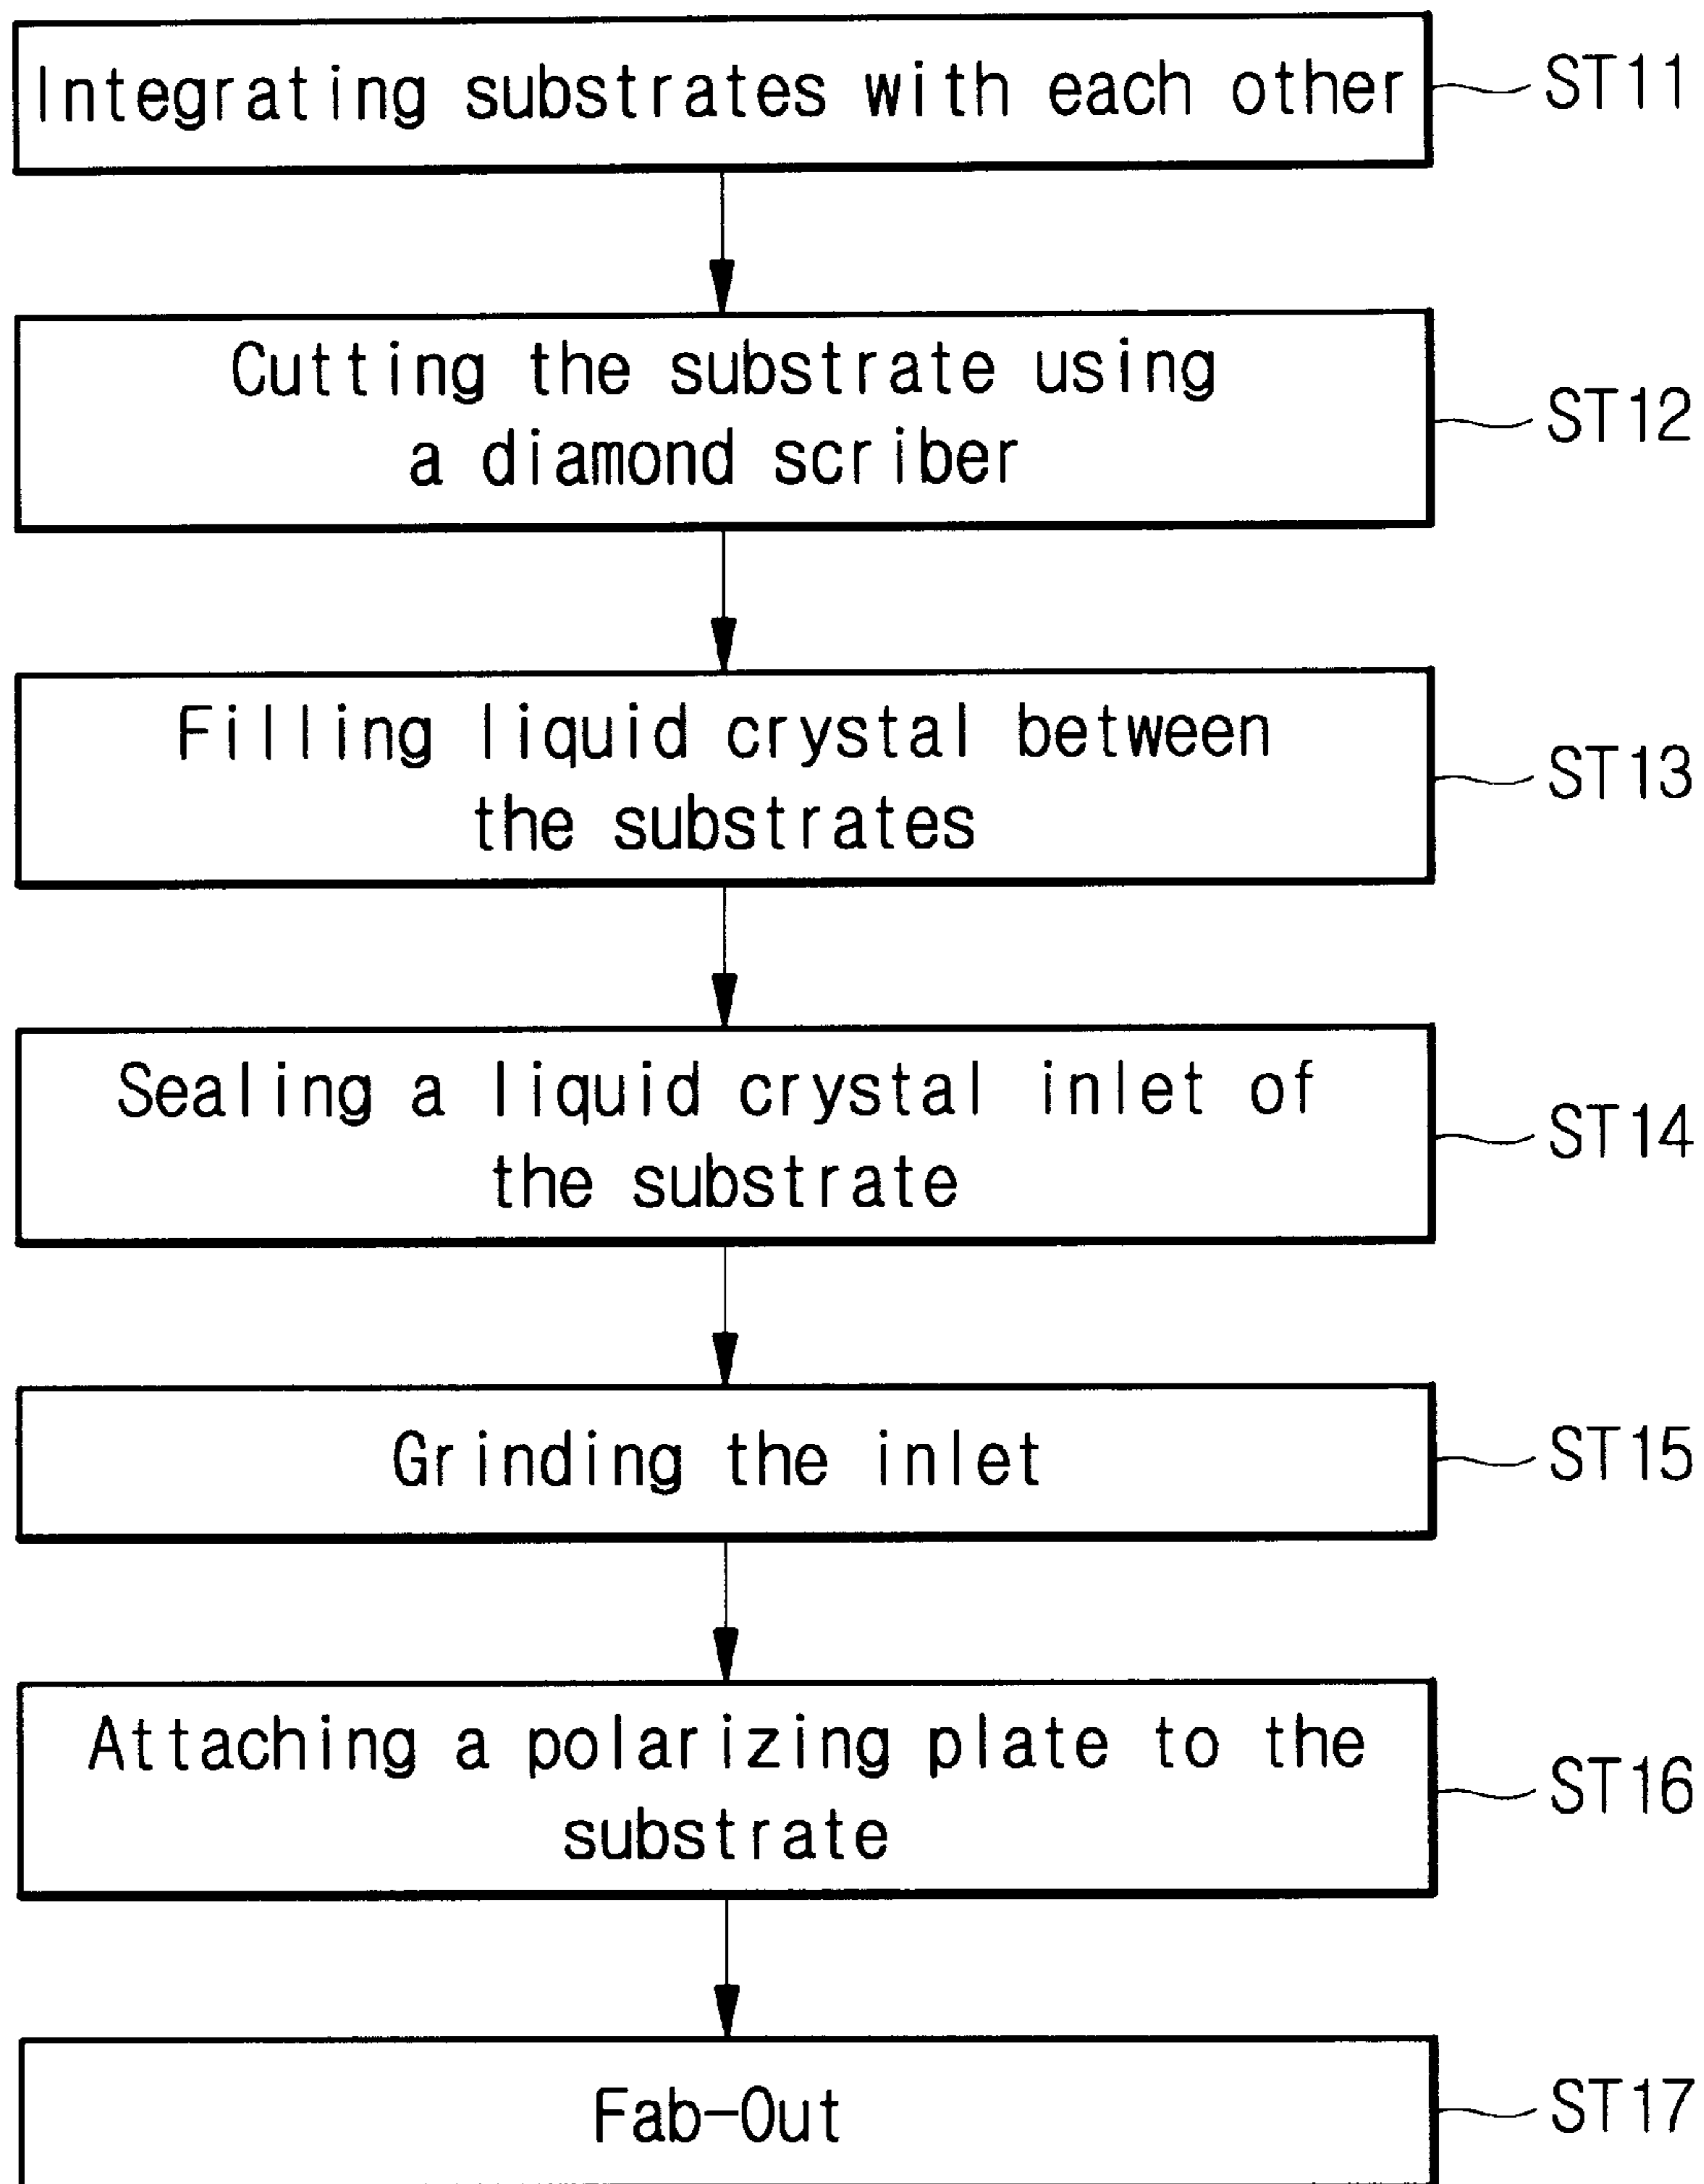 Integrating substrates with each other
ST11
Cutting the substrate using
a diamond scriber
ST12
Filling liquid crystal between
the substrates
ST13
Sealing a liquid crystal inlet of
the substrate
ST14
Grinding the inlet
ST15
Attaching a polarizing plate to the
substrate
ST16
Fab-Out
ST17